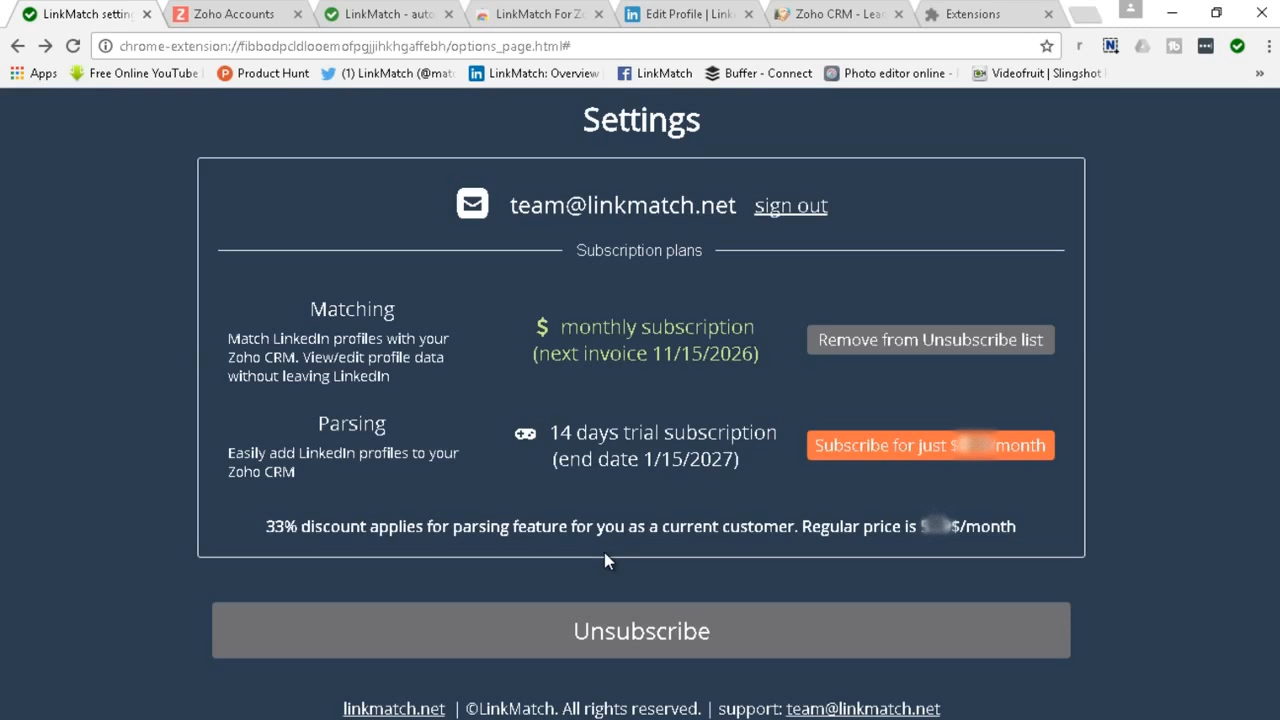 LinkMatch settin
Zoho Accounts
LinkMatch - auto
LinkMatch For Z
Edit Profile | Link
Zoho CRM - Lea
Extensions
chrome-extension://fibbodpcldlooemofpgjjihkhgaffebh/options_page.html#
Apps
Free Online YouTube
Product Hunt
(1) LinkMatch (@mat
LinkMatch: Overview
LinkMatch
Buffer - Connect
Photo editor online -
Videofruit | Slingshot
»
Settings
team@linkmatch.net sign out
Subscription plans
Matching
Match LinkedIn profiles with your
Zoho CRM. View/edit profile data
without leaving LinkedIn
$ monthly subscription
(next invoice 11/15/2026)
Remove from Unsubscribe list
Parsing
Easily add LinkedIn profiles to your
Zoho CRM
14 days trial subscription
(end date 1/15/2027)
Subscribe for just $ /month
33% discount applies for parsing feature for you as a current customer. Regular price is $/month
Unsubscribe
linkmatch.net | ©LinkMatch. All rights reserved. | support: team@linkmatch.net